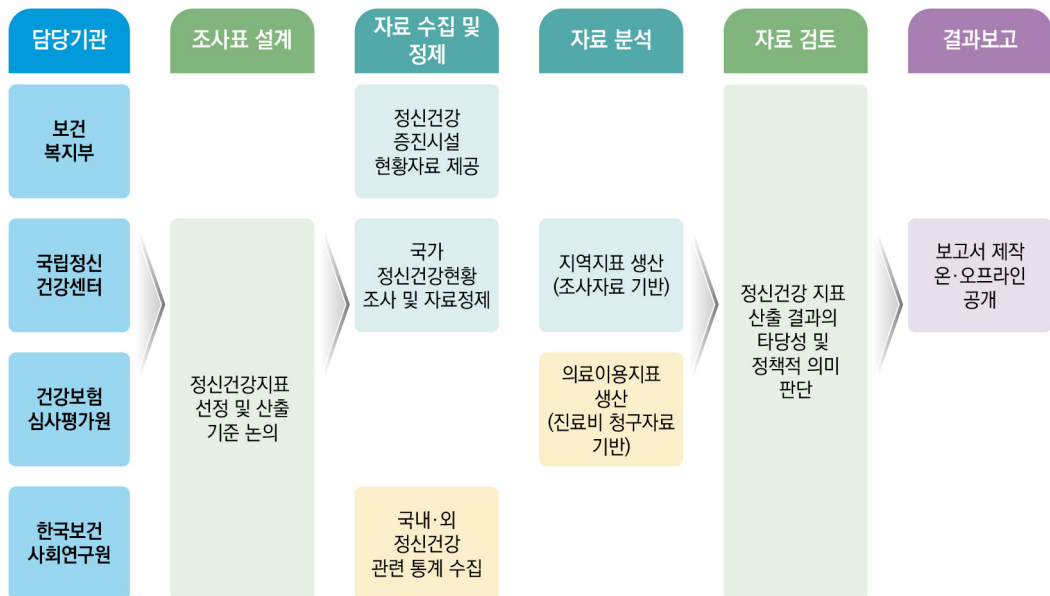 담당기관
조사표 설계
자료 수집 및
정제
자료 분석
자료 검토
결과보고
보건
복지부
정신건강
증진시설
현황자료 제공
국립정신
건강센터
국가
정신건강현황
조사 및 자료정제
지역지표 생산
(조사자료 기반)
정신건강 지표
산출 결과의
타당성 및
정책적 의미
판단
보고서 제작
온·오프라인
공개
건강보험
심사평가원
정신건강지표
선정 및 산출
기준 논의
의료이용지표
생산
(진료비 청구자료
기반)
한국보건
사회연구원
국내·외
정신건강
관련 통계 수집